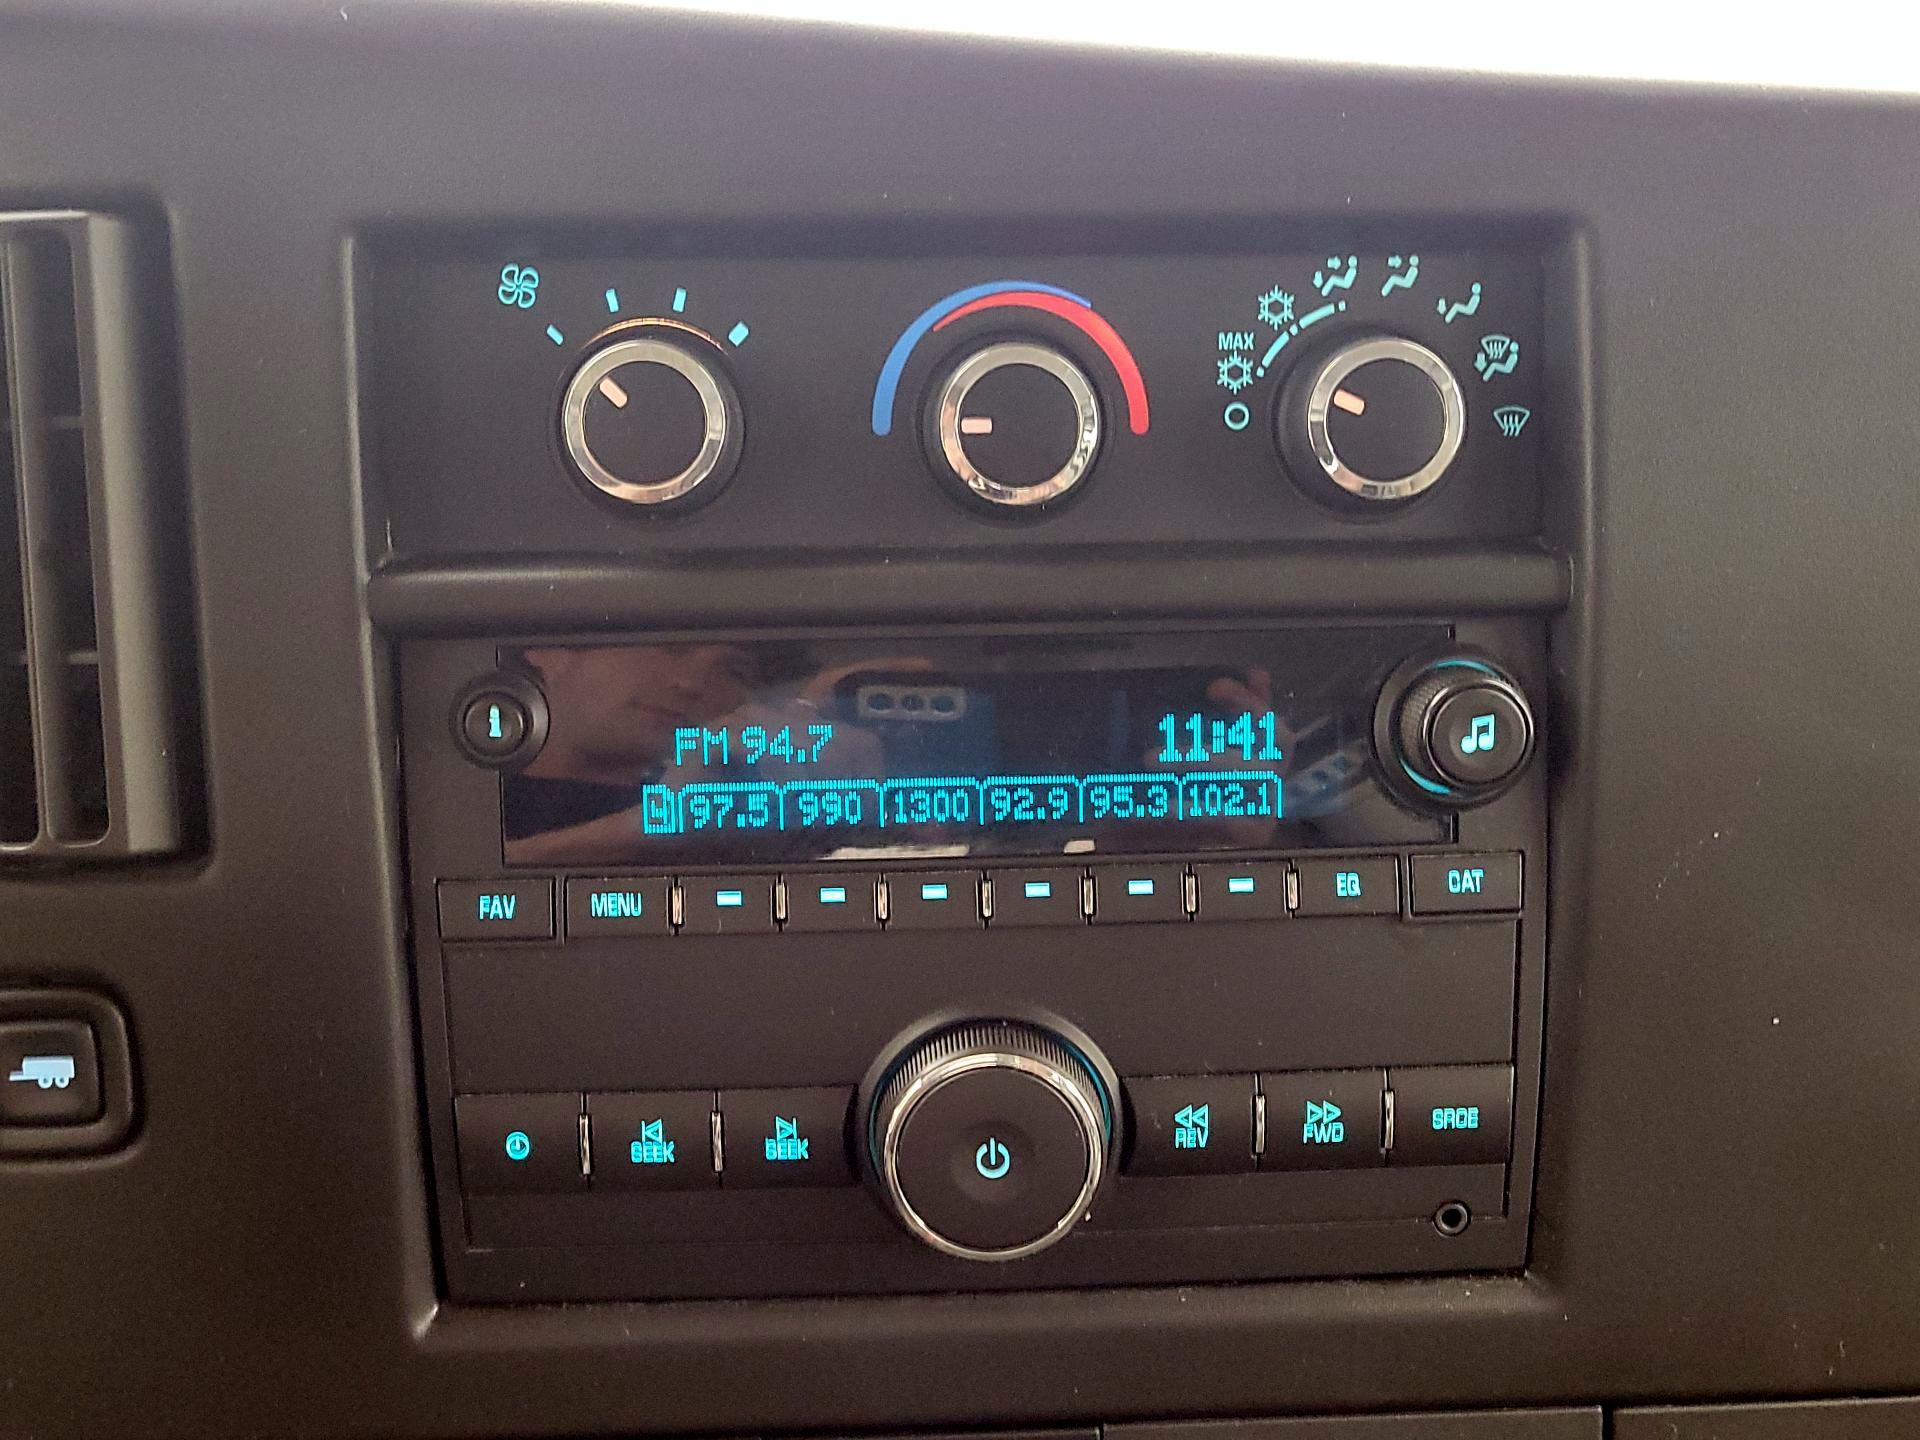 MAX
i
FM 94.7 11:41
4 97.5 990 1300 92.9 95.3 102.1
FAV MENU EQ CAT
SEEK SEEK REV FWD SRCE